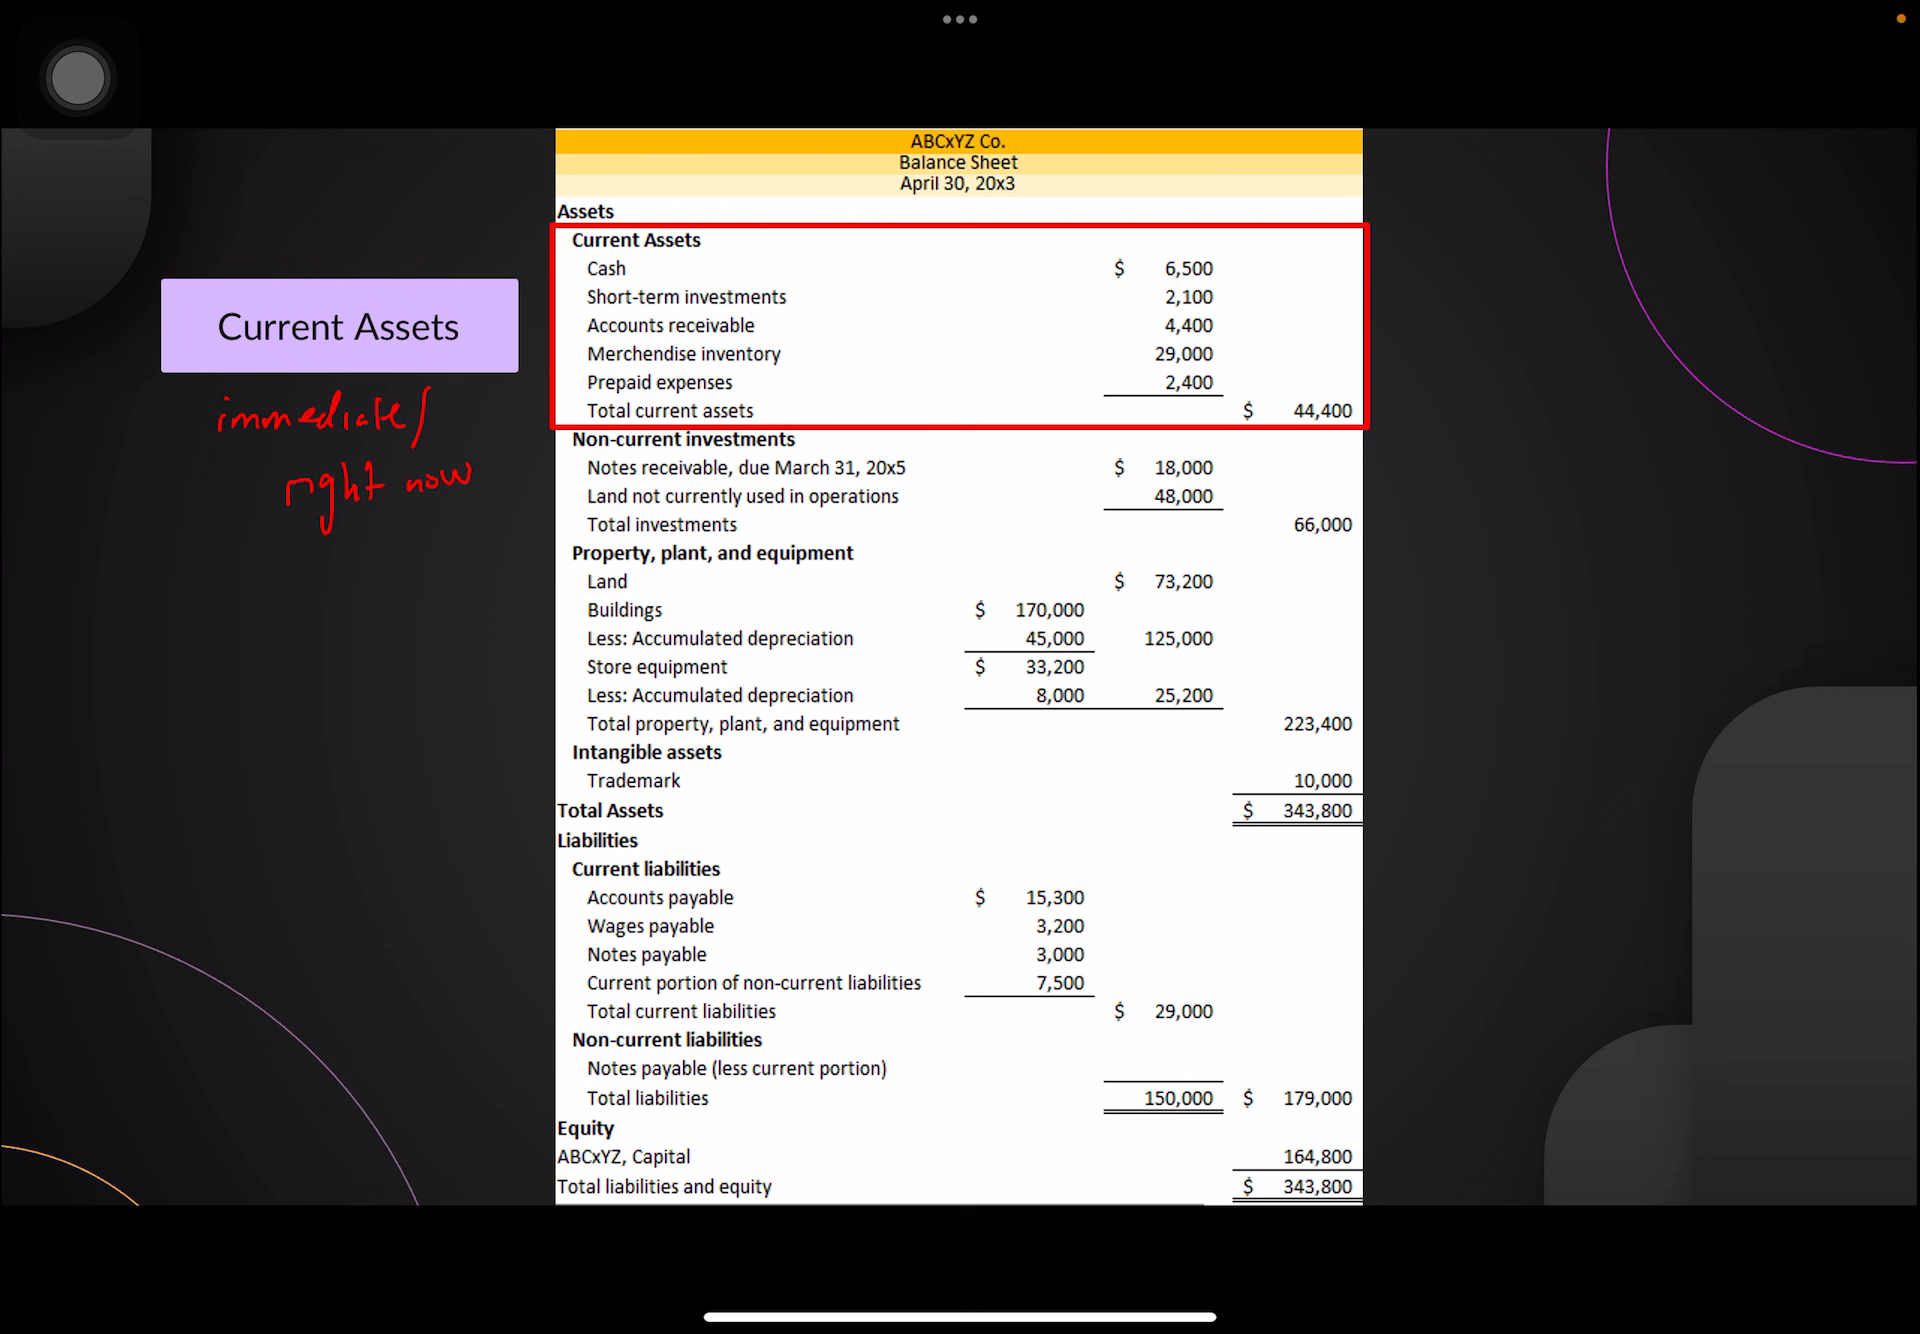 ABCxYZ Co.
Balance Sheet
April 30, 20x3
Assets
Current Assets
Cash $ 6,500
Short-term investments 2,100
Accounts receivable 4,400
Merchendise inventory 29,000
Prepaid expenses 2,400
Total current assets $ 44,400
Current Assets
immediate/
right now
Non-current investments
Notes receivable, due March 31, 20x5 $ 18,000
Land not currently used in operations 48,000
Total investments 66,000
Property, plant, and equipment
Land $ 73,200
Buildings $ 170,000
Less: Accumulated depreciation 45,000 125,000
Store equipment $ 33,200
Less: Accumulated depreciation 8,000 25,200
Total property, plant, and equipment 223,400
Intangible assets
Trademark 10,000
Total Assets $ 343,800
Liabilities
Current liabilities
Accounts payable $ 15,300
Wages payable 3,200
Notes payable 3,000
Current portion of non-current liabilities 7,500
Total current liabilities $ 29,000
Non-current liabilities
Notes payable (less current portion)
Total liabilities 150,000 $ 179,000
Equity
ABCxYZ, Capital 164,800
Total liabilities and equity $ 343,800